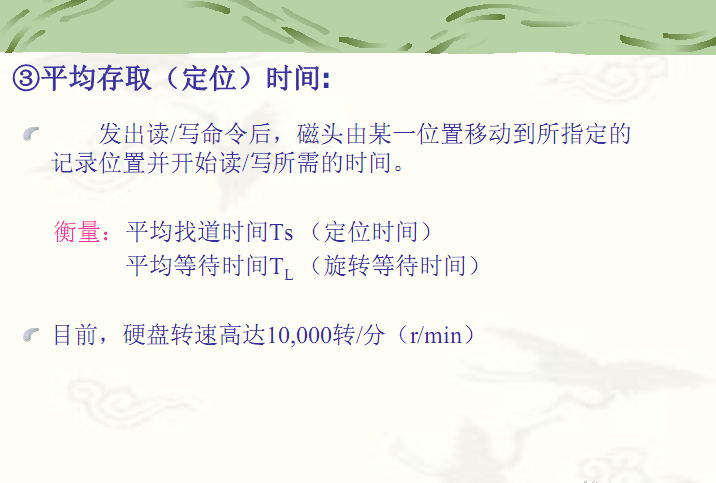 ③平均存取（定位）时间:
发出读/写命令后，磁头由某一位置移动到所指定的
记录位置并开始读/写所需的时间。
衡量：平均找道时间Ts （定位时间）
平均等待时间TL （旋转等待时间）
目前，硬盘转速高达10,000转/分（r/min）